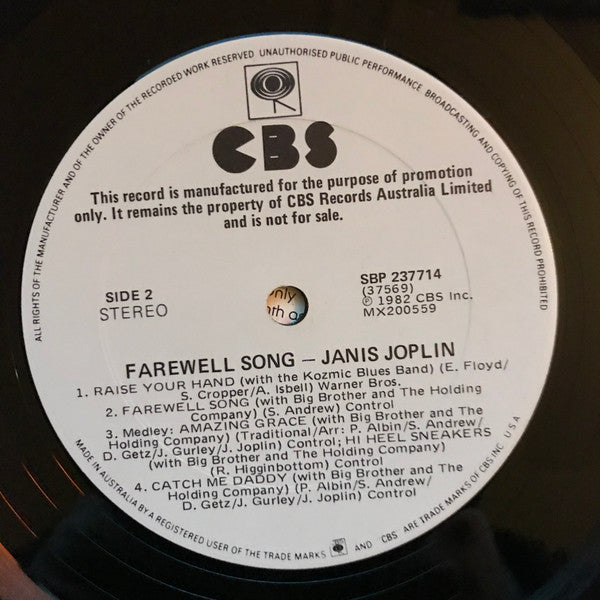 ALL RIGHTS OF THE MANUFACTURER AND OF THE OWNER OF THE RECORDED WORK RESERVED UNAUTHORISED PUBLIC PERFORMANCE BROADCASTING AND COPYING OF THIS RECORD PROHIBITED
CBS
This record is manufactured for the purpose of promotion
only. It remains the property of CBS Records Australia Limited
and is not for sale.
SIDE 2
STEREO
SBP 237714
(37569)
℗ 1982 CBS Inc.
MX200559
FAREWELL SONG – JANIS JOPLIN
1. RAISE YOUR HAND (with the Kozmic Blues Band) (E. Floyd/
S. Cropper/A. Isbell) Warner Bros.
2. FAREWELL SONG (with Big Brother and The Holding
Company) (S. Andrew) Control
3. Medley: AMAZING GRACE (with Big Brother and The
Holding Company) (Traditional/Arr: P. Albin/S. Andrew/
D. Getz/J. Gurley/J. Joplin) Control; HI HEEL SNEAKERS
(with Big Brother and The Holding Company)
(R. Higginbottom) Control
4. CATCH ME DADDY (with Big Brother and The
Holding Company) (P. Albin/S. Andrew/
D. Getz/J. Gurley/J. Joplin) Control
MADE IN AUSTRALIA BY A REGISTERED USER OF THE TRADE MARKS AND CBS ARE TRADE MARKS OF CBS INC. U S A